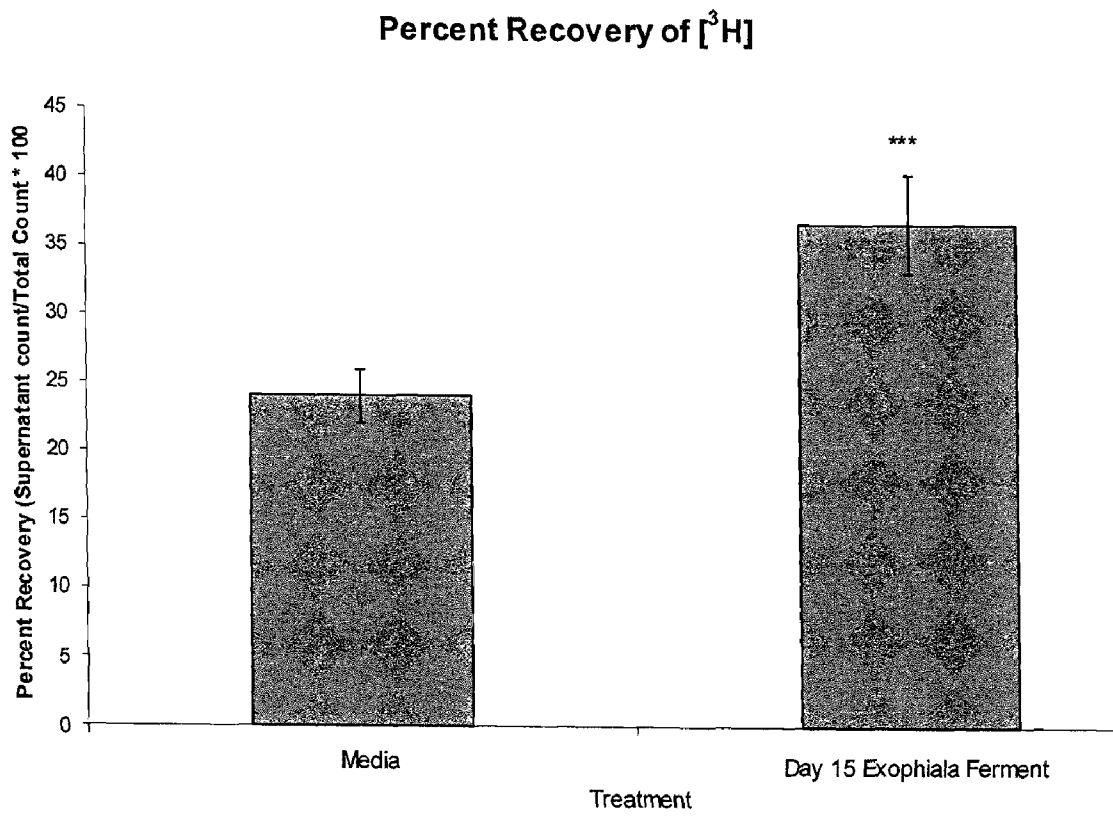 Percent Recovery of [³H]
Percent Recovery (Supernatant count/Total Count * 100
45
40
35
30
25
20
15
10
5
0
***
Media
Day 15 Exophiala Ferment
Treatment